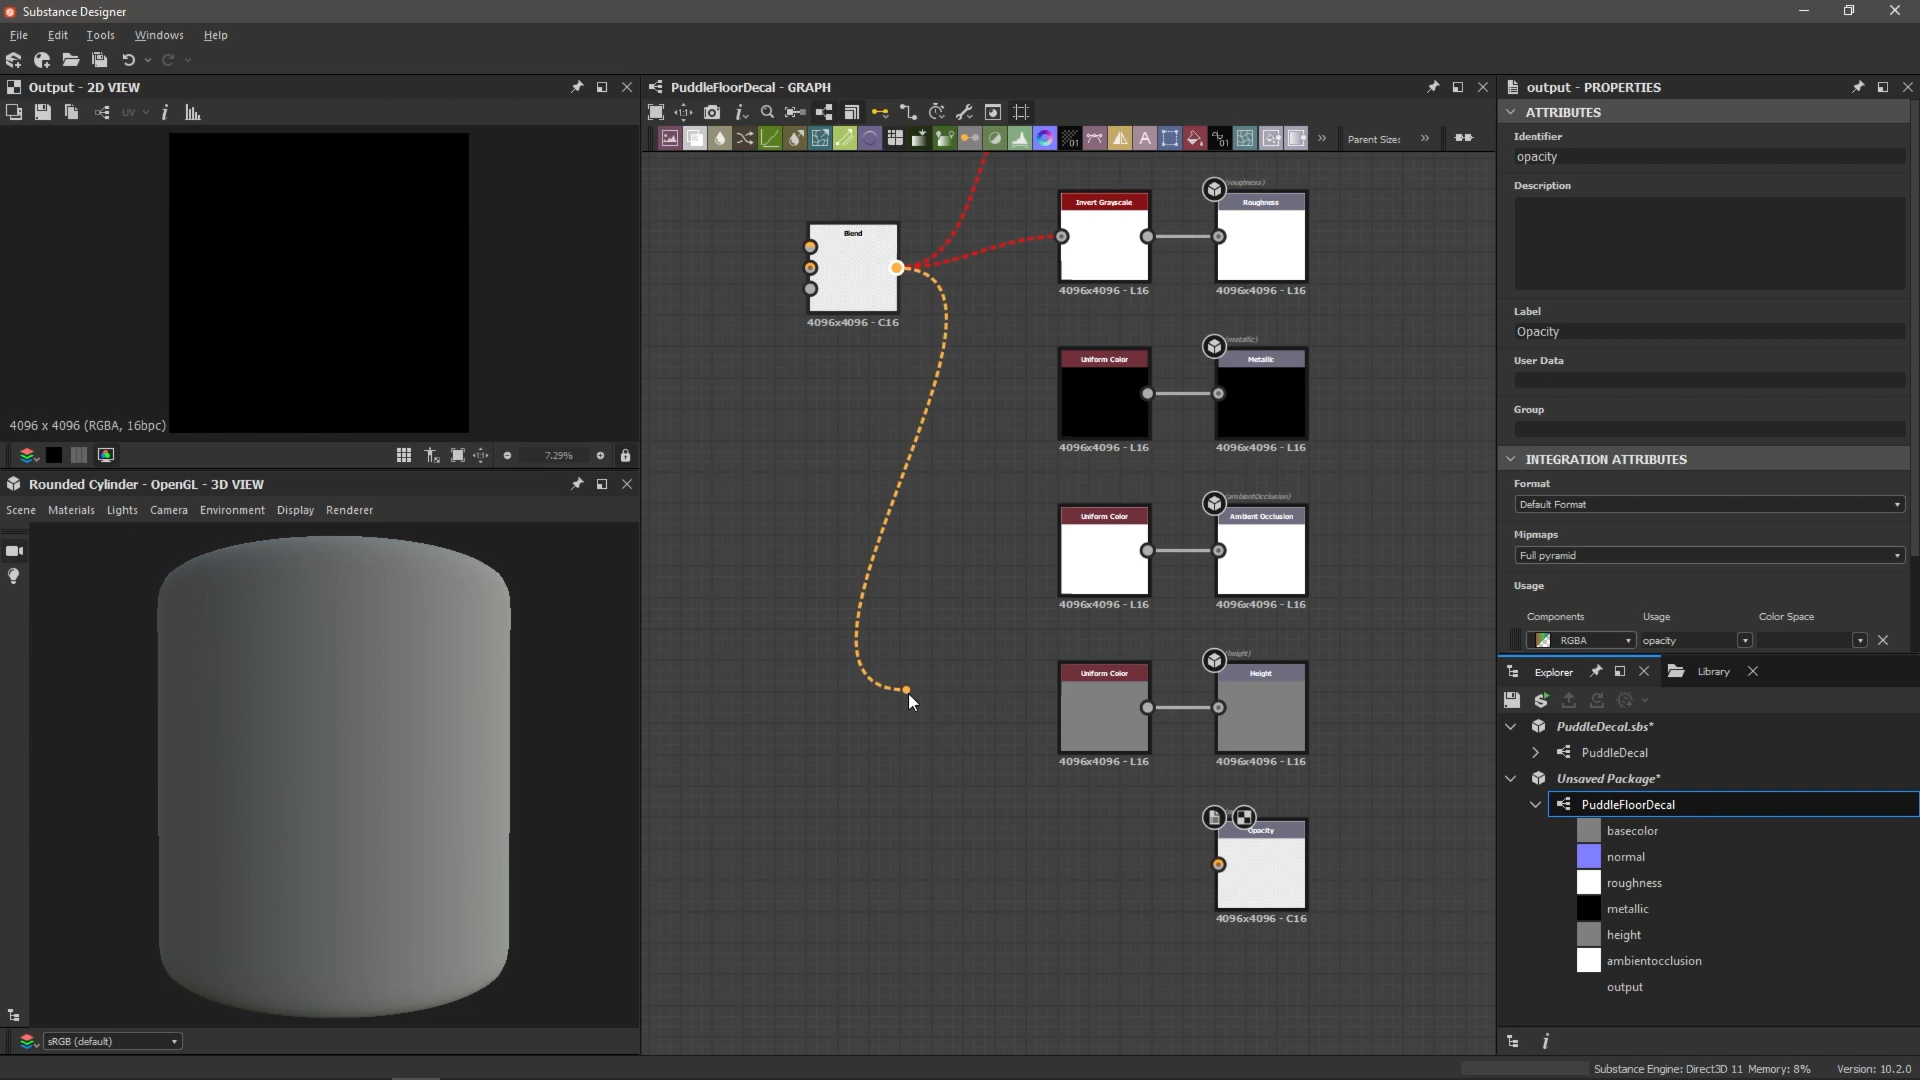 Substance Designer
File Edit Tools Windows Help
Output - 2D VIEW
UV
4096 x 4096 (RGBA, 16bpc)
7.29%
Rounded Cylinder - OpenGL - 3D VIEW
Scene Materials Lights Camera Environment Display Renderer
sRGB (default)
PuddleFloorDecal - GRAPH
Parent Size:
Blend
4096x4096 - C16
Invert Grayscale
4096x4096 - L16
(roughness)
Roughness
4096x4096 - L16
Uniform Color
4096x4096 - L16
(metallic)
Metallic
4096x4096 - L16
Uniform Color
4096x4096 - L16
(ambientOcclusion)
Ambient Occlusion
4096x4096 - L16
Uniform Color
4096x4096 - L16
(height)
Height
4096x4096 - L16
Opacity
4096x4096 - C16
output - PROPERTIES
ATTRIBUTES
Identifier
opacity
Description
Label
Opacity
User Data
Group
INTEGRATION ATTRIBUTES
Format
Default Format
Mipmaps
Full pyramid
Usage
Components Usage Color Space
RGBA opacity
Explorer Library
PuddleDecal.sbs*
PuddleDecal
Unsaved Package*
PuddleFloorDecal
basecolor
normal
roughness
metallic
height
ambientocclusion
output
Substance Engine: Direct3D 11 Memory: 8% Version: 10.2.0